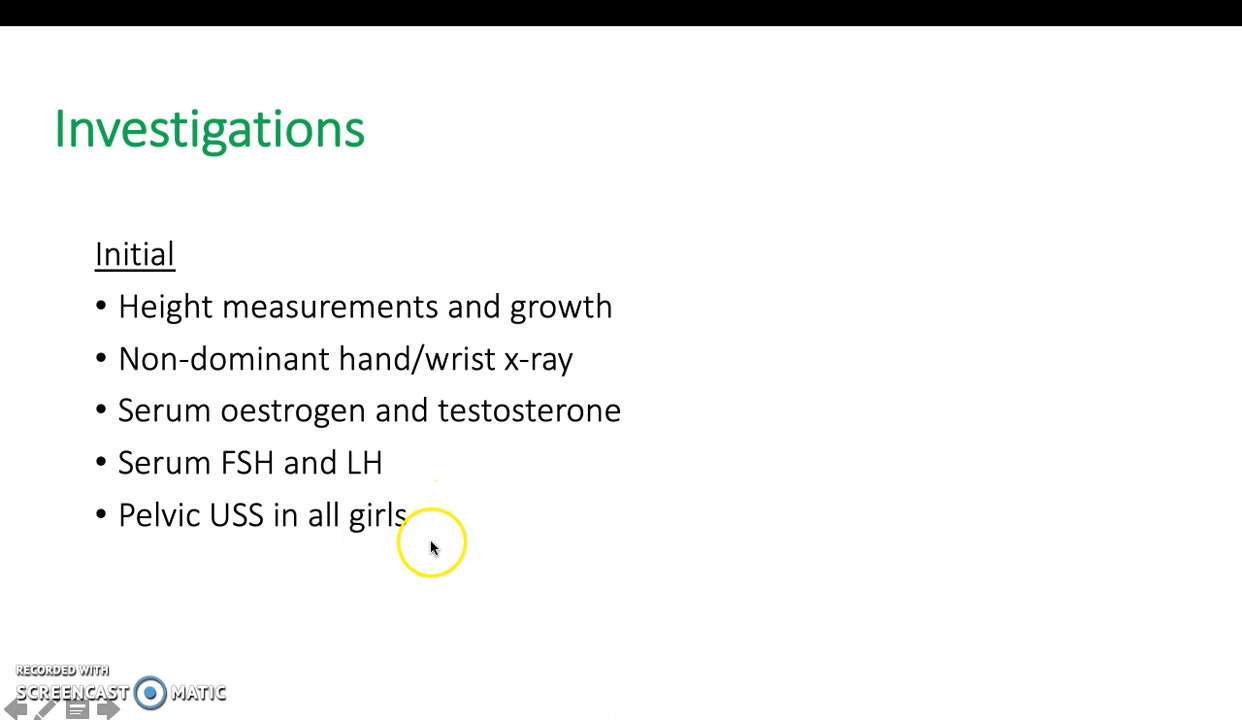 Investigations
Initial
• Height measurements and growth
• Non-dominant hand/wrist x-ray
• Serum oestrogen and testosterone
• Serum FSH and LH
• Pelvic USS in all girls
RECORDED WITH
SCREENCAST MATIC